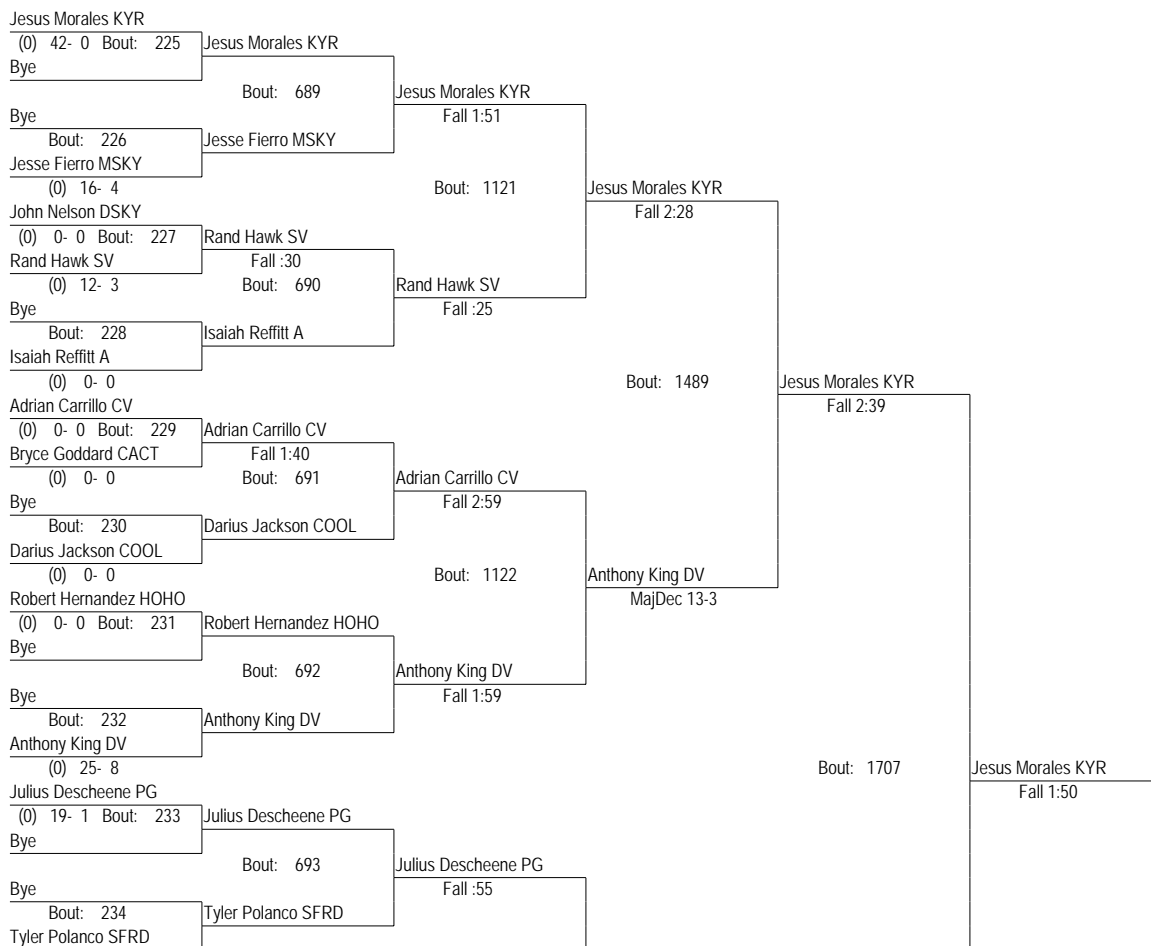 Jesus Morales KYR
(0) 42- 0 Bout: 225 Jesus Morales KYR
Bye
Bout: 689 Jesus Morales KYR
Bye Fall 1:51
Bout: 226 Jesse Fierro MSKY
Jesse Fierro MSKY
(0) 16- 4 Bout: 1121 Jesus Morales KYR
John Nelson DSKY Fall 2:28
(0) 0- 0 Bout: 227 Rand Hawk SV
Rand Hawk SV Fall :30
(0) 12- 3 Bout: 690 Rand Hawk SV
Bye Fall :25
Bout: 228 Isaiah Reffitt A
Isaiah Reffitt A
(0) 0- 0 Bout: 1489 Jesus Morales KYR
Adrian Carrillo CV Fall 2:39
(0) 0- 0 Bout: 229 Adrian Carrillo CV
Bryce Goddard CACT Fall 1:40
(0) 0- 0 Bout: 691 Adrian Carrillo CV
Bye Fall 2:59
Bout: 230 Darius Jackson COOL
Darius Jackson COOL
(0) 0- 0 Bout: 1122 Anthony King DV
Robert Hernandez HOHO MajDec 13-3
(0) 0- 0 Bout: 231 Robert Hernandez HOHO
Bye
Bout: 692 Anthony King DV
Bye Fall 1:59
Bout: 232 Anthony King DV
Anthony King DV
(0) 25- 8 Bout: 1707 Jesus Morales KYR
Julius Descheene PG Fall 1:50
(0) 19- 1 Bout: 233 Julius Descheene PG
Bye
Bout: 693 Julius Descheene PG
Bye Fall :55
Bout: 234 Tyler Polanco SFRD
Tyler Polanco SFRD